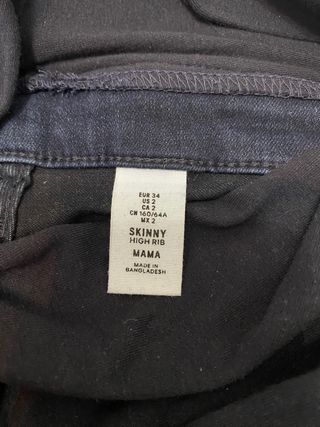 EUR 34
US 2
CA 2
CN 160/64A
MX 2
SKINNY
HIGH RIB
MAMA
MADE IN
BANGLADESH